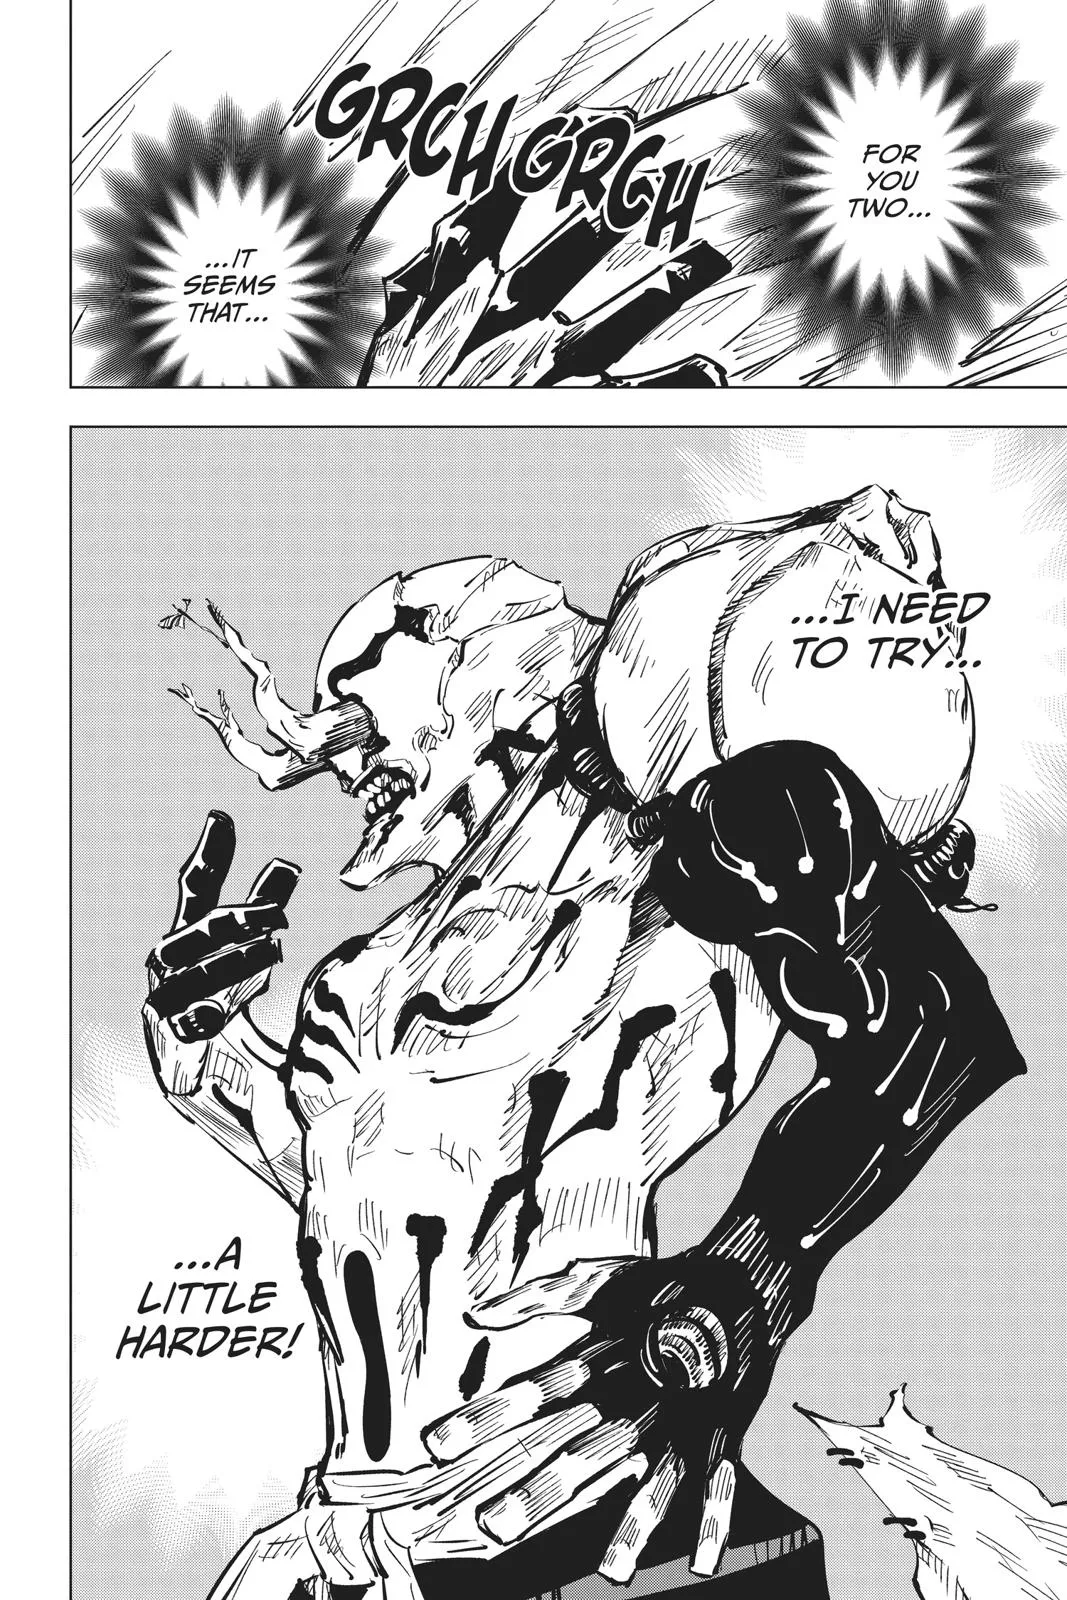 FOR
YOU
TWO...
GRCH GRCH
...IT
SEEMS
THAT...
...I NEED
TO TRY...
...A
LITTLE
HARDER!